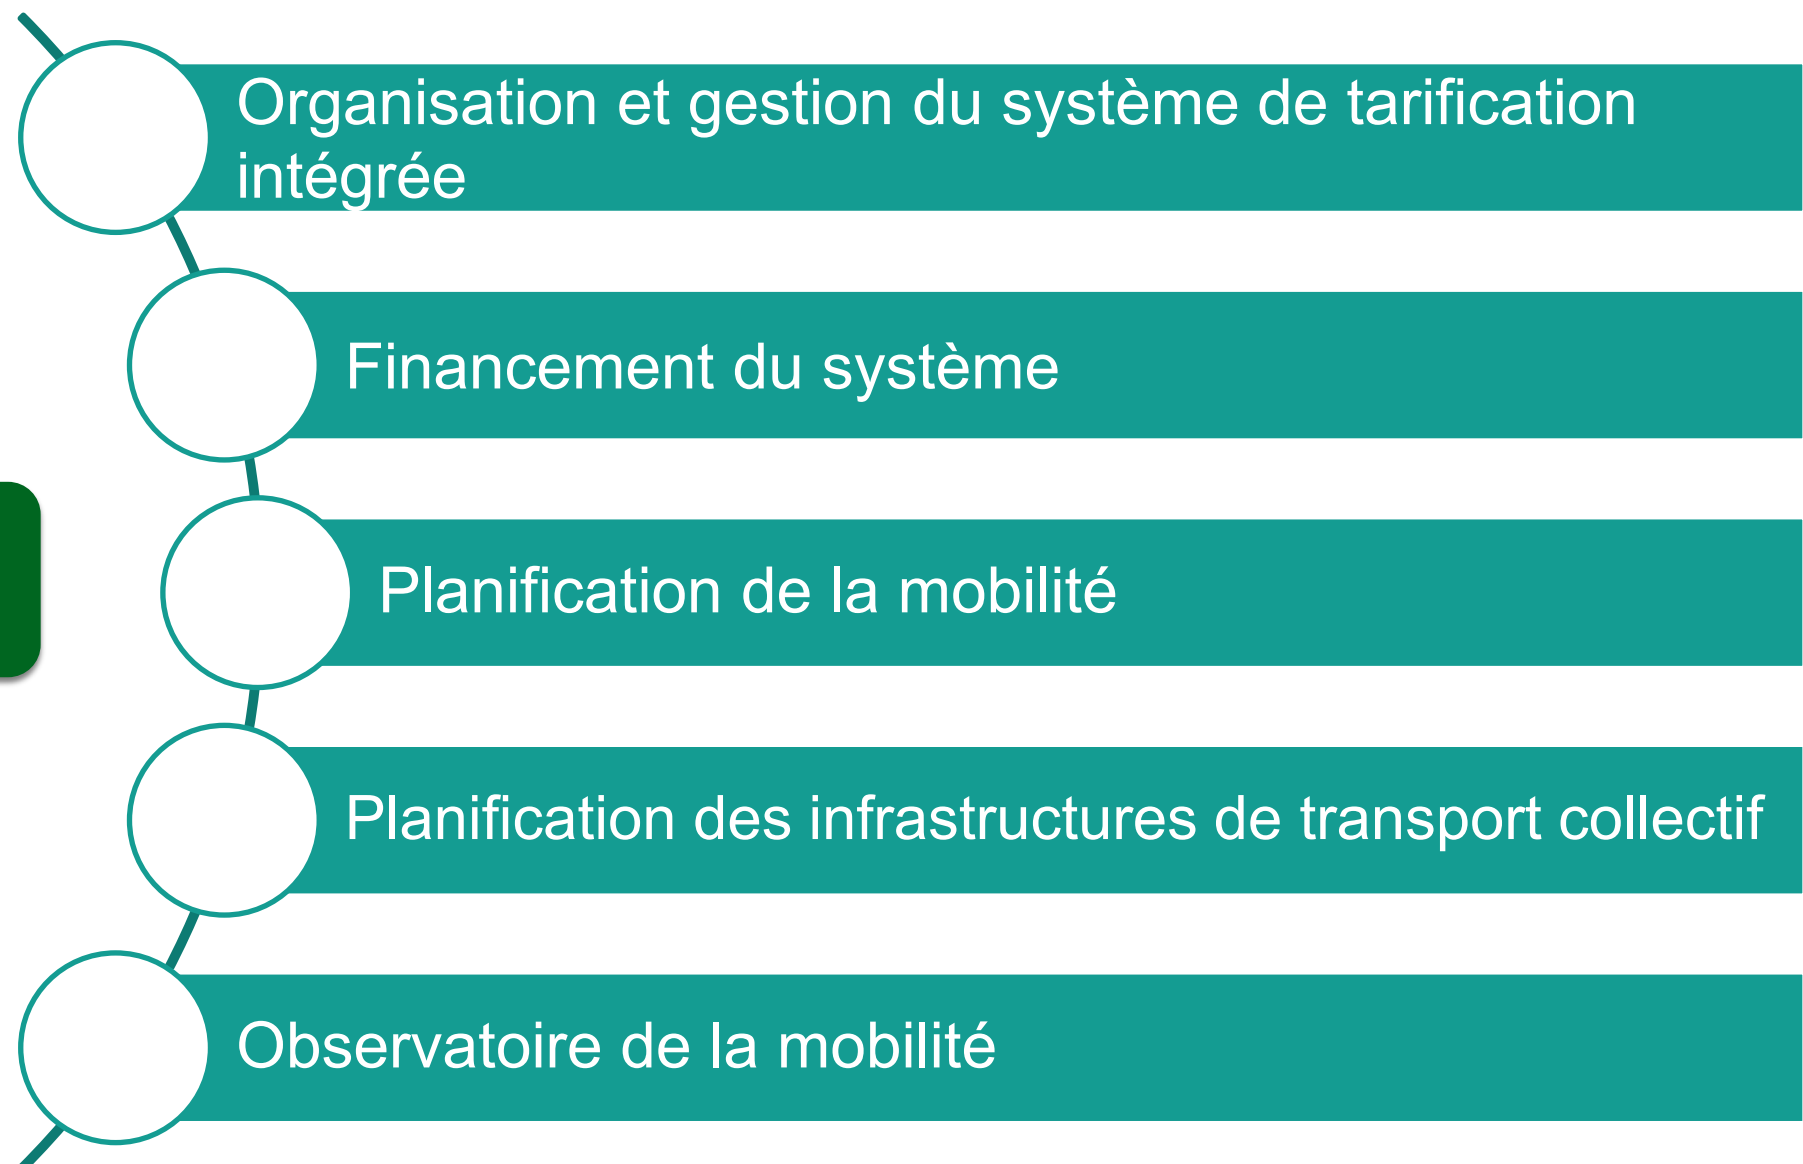 Organisation et gestion du système de tarification
intégrée
Financement du système
Planification de la mobilité
Planification des infrastructures de transport collectif
Observatoire de la mobilité